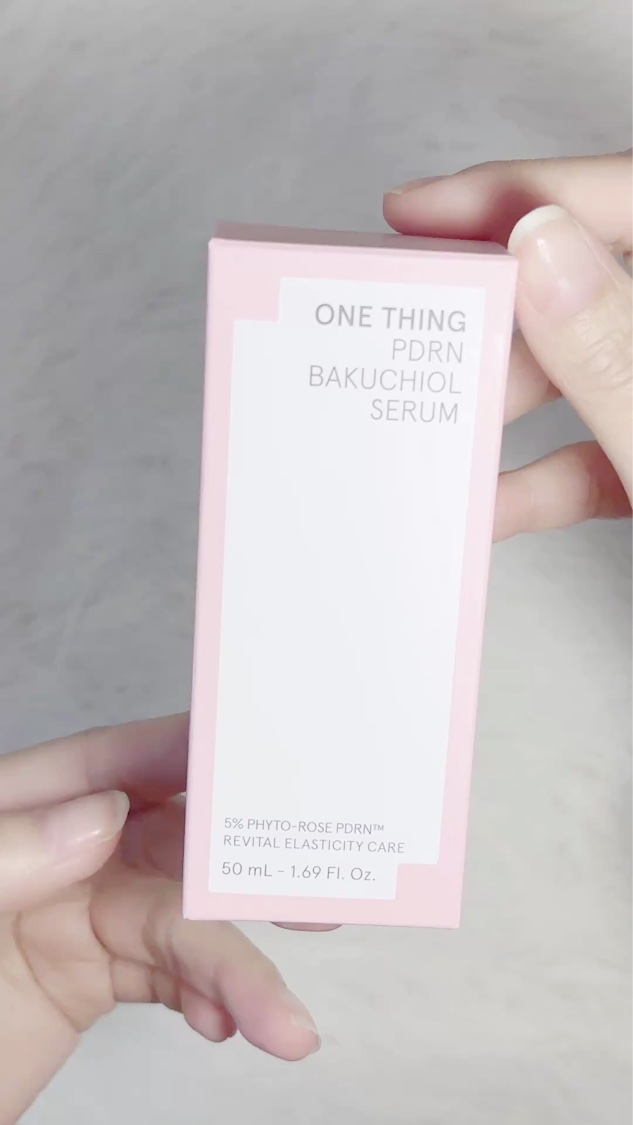 ONE THING
PDRN
BAKUCHIOL
SERUM
5% PHYTO-ROSE PDRN™
REVITAL ELASTICITY CARE
50 mL - 1.69 Fl. Oz.